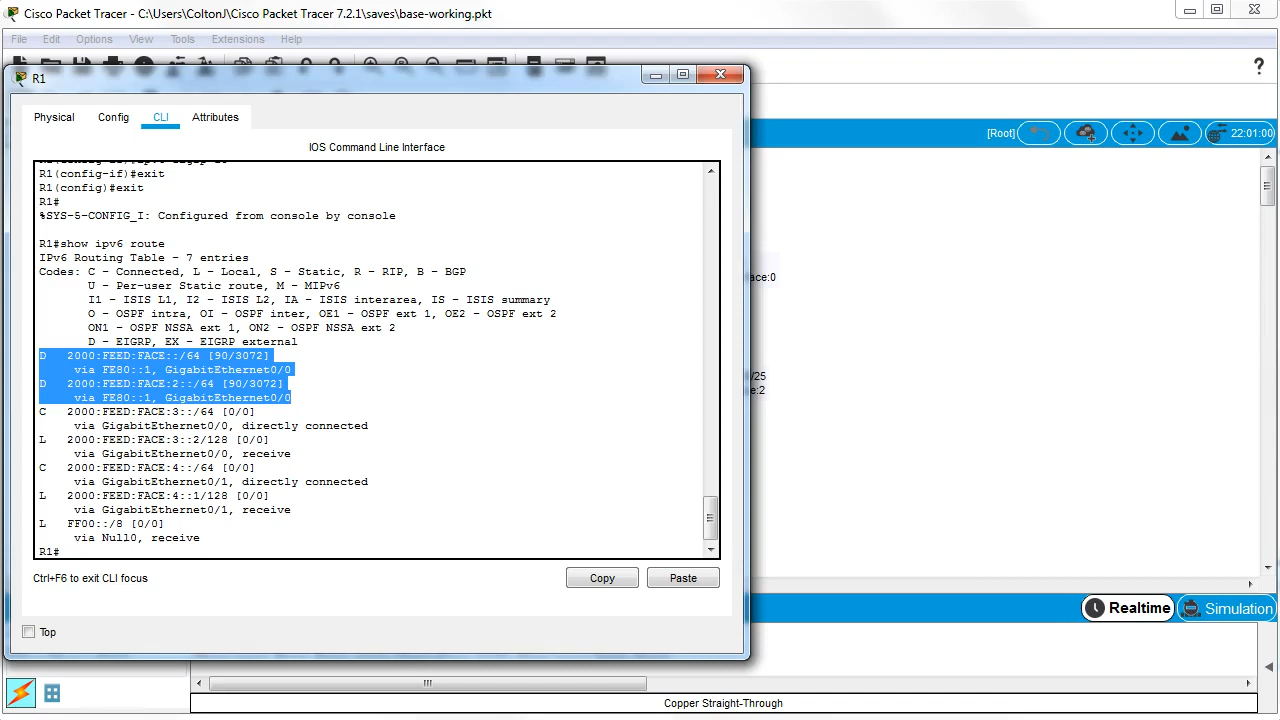 Cisco Packet Tracer - C:\Users\ColtonJ\Cisco Packet Tracer 7.2.1\saves\base-working.pkt
File Edit Options View Tools Extensions Help
?
R1
Physical Config CLI Attributes
[Root] 22:01:00
IOS Command Line Interface
R1(config-if)#exit
R1(config)#exit
R1#
%SYS-5-CONFIG_I: Configured from console by console
R1#show ipv6 route
IPv6 Routing Table - 7 entries
Codes: C - Connected, L - Local, S - Static, R - RIP, B - BGP
U - Per-user Static route, M - MIPv6
I1 - ISIS L1, I2 - ISIS L2, IA - ISIS interarea, IS - ISIS summary
O - OSPF intra, OI - OSPF inter, OE1 - OSPF ext 1, OE2 - OSPF ext 2
ON1 - OSPF NSSA ext 1, ON2 - OSPF NSSA ext 2
D - EIGRP, EX - EIGRP external
D 2000:FEED:FACE::/64 [90/3072]
via FE80::1, GigabitEthernet0/0
D 2000:FEED:FACE:2::/64 [90/3072]
via FE80::1, GigabitEthernet0/0
C 2000:FEED:FACE:3::/64 [0/0]
via GigabitEthernet0/0, directly connected
L 2000:FEED:FACE:3::2/128 [0/0]
via GigabitEthernet0/0, receive
C 2000:FEED:FACE:4::/64 [0/0]
via GigabitEthernet0/1, directly connected
L 2000:FEED:FACE:4::1/128 [0/0]
via GigabitEthernet0/1, receive
L FF00::/8 [0/0]
via Null0, receive
R1#
ace:0
/25
ace:2
Ctrl+F6 to exit CLI focus
Copy Paste
Top
Realtime Simulation
Copper Straight-Through